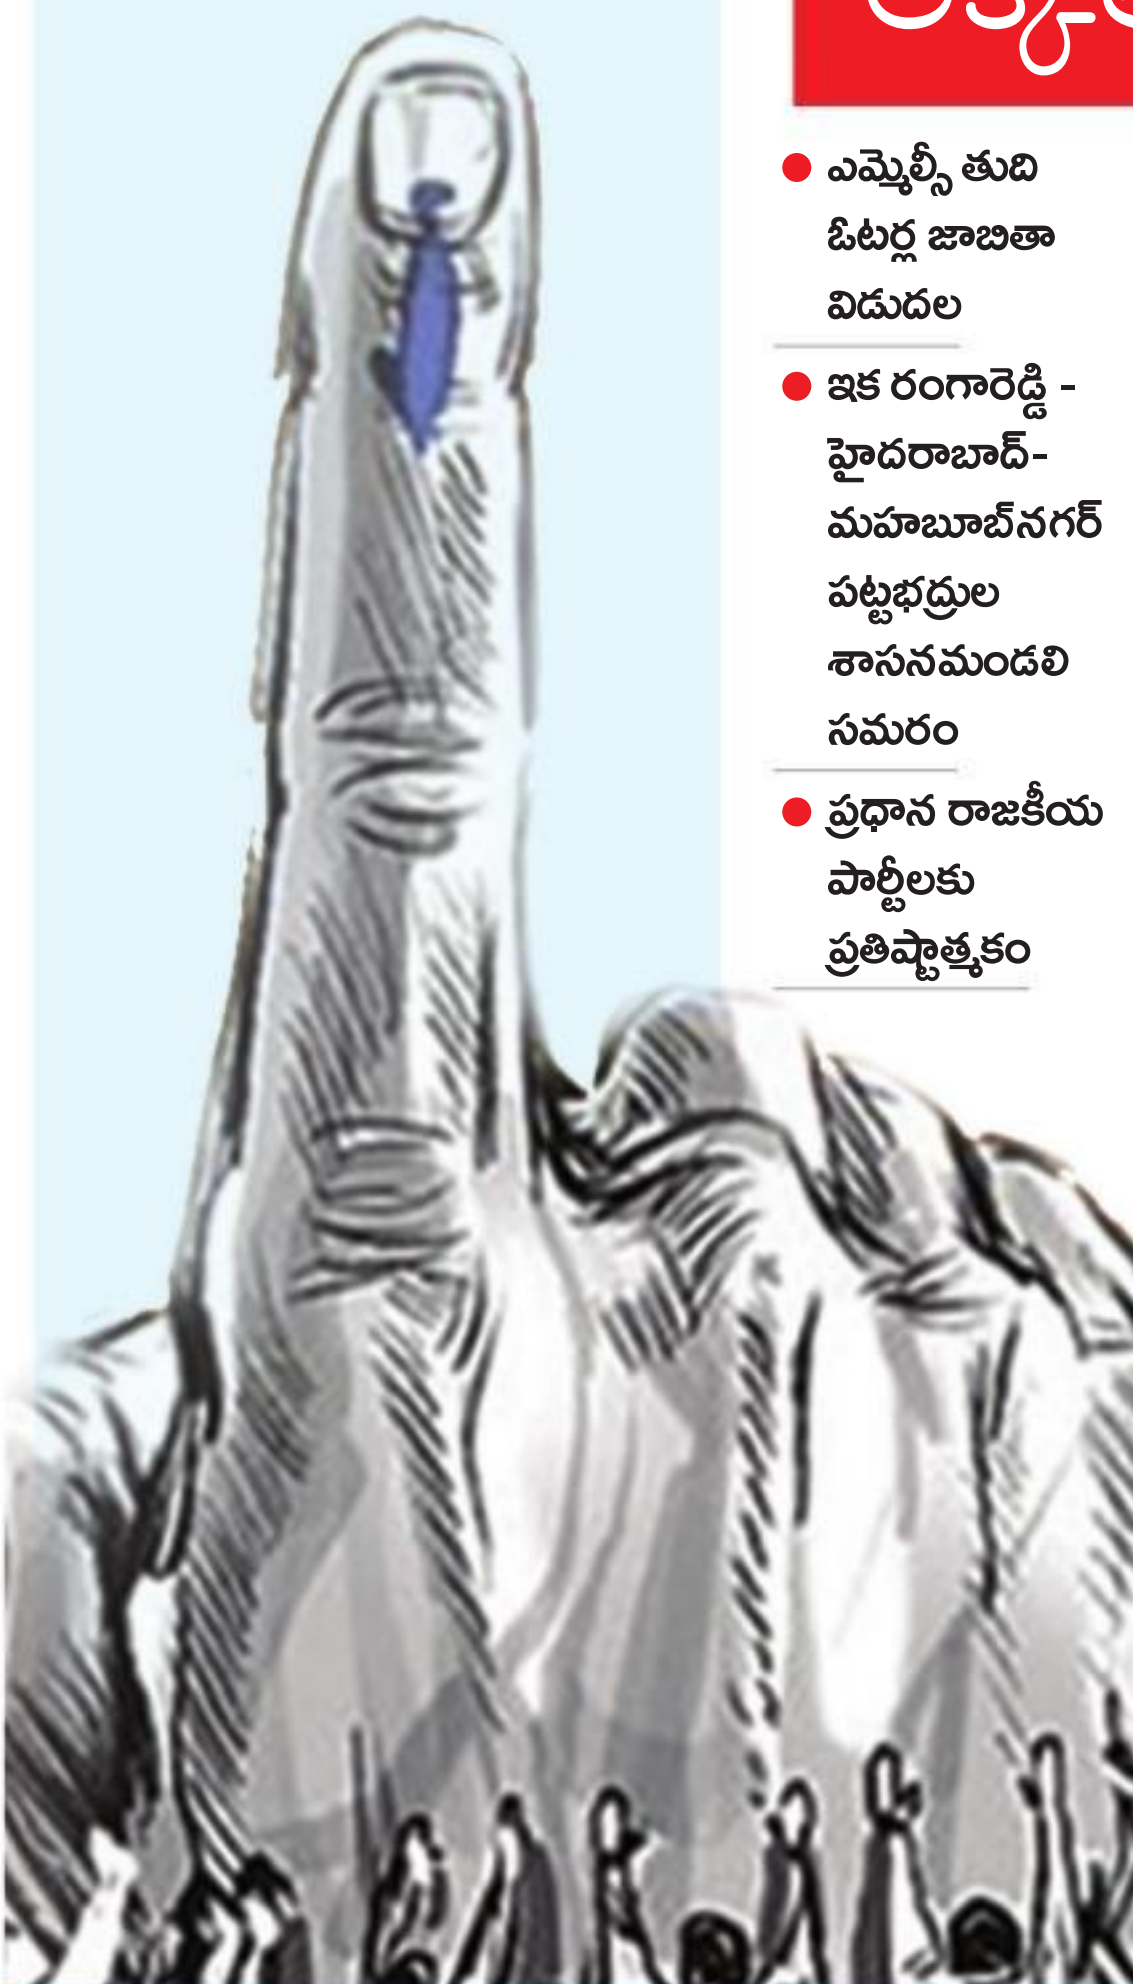 ఎమ్మెల్సీ తుది
ఓటర్ల జాబితా
విడుదల
ఇక రంగారెడ్డి -
హైదరాబాద్-
మహబూబ్‌నగర్
పట్టభద్రుల
శాసనమండలి
సమరం
ప్రధాన రాజకీయ
పార్టీలకు
ప్రతిష్టాత్మకం